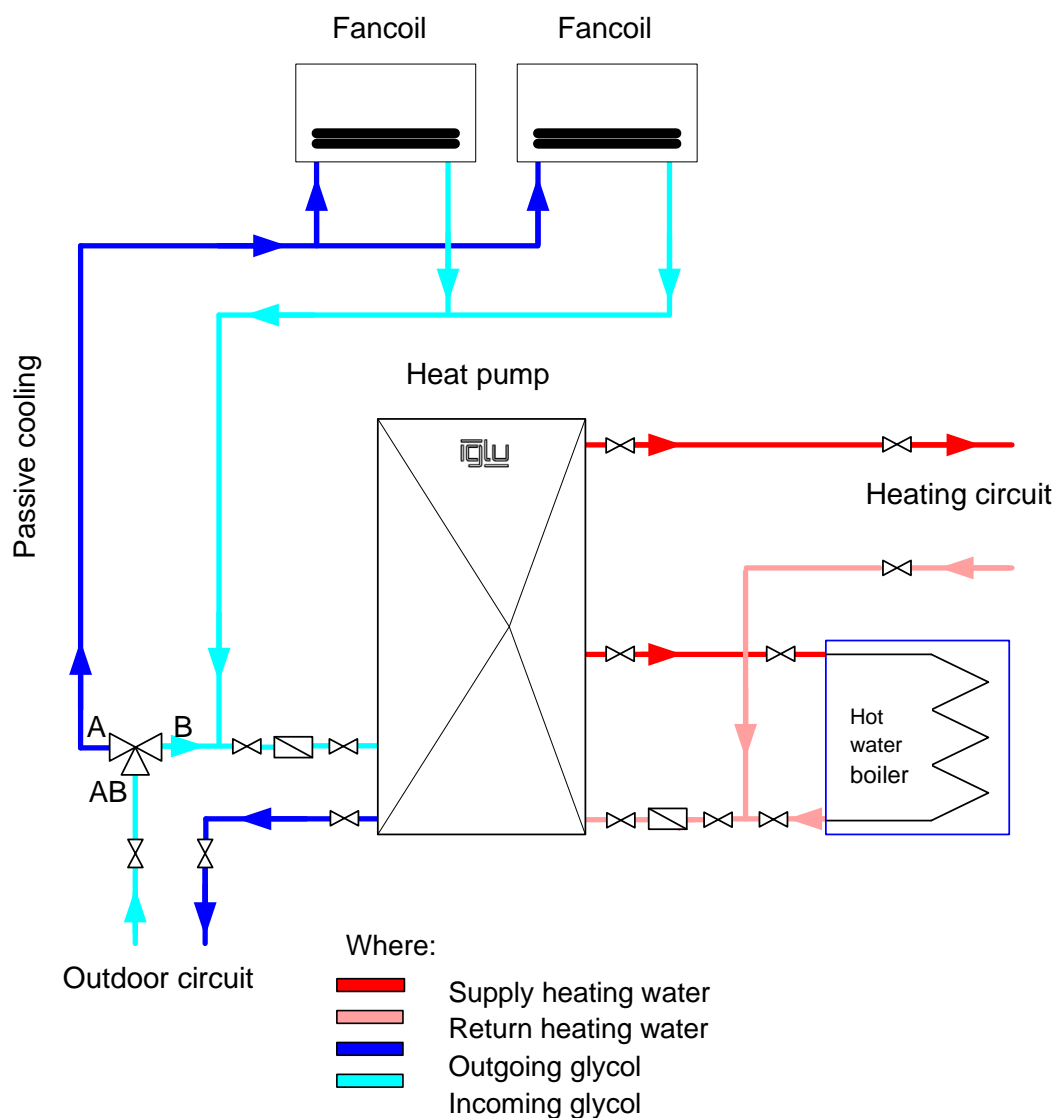 Fancoil
Fancoil
Passive cooling
Heat pump
iglu
Heating circuit
A
B
AB
Hot
water
boiler
Outdoor circuit
Where:
Supply heating water
Return heating water
Outgoing glycol
Incoming glycol